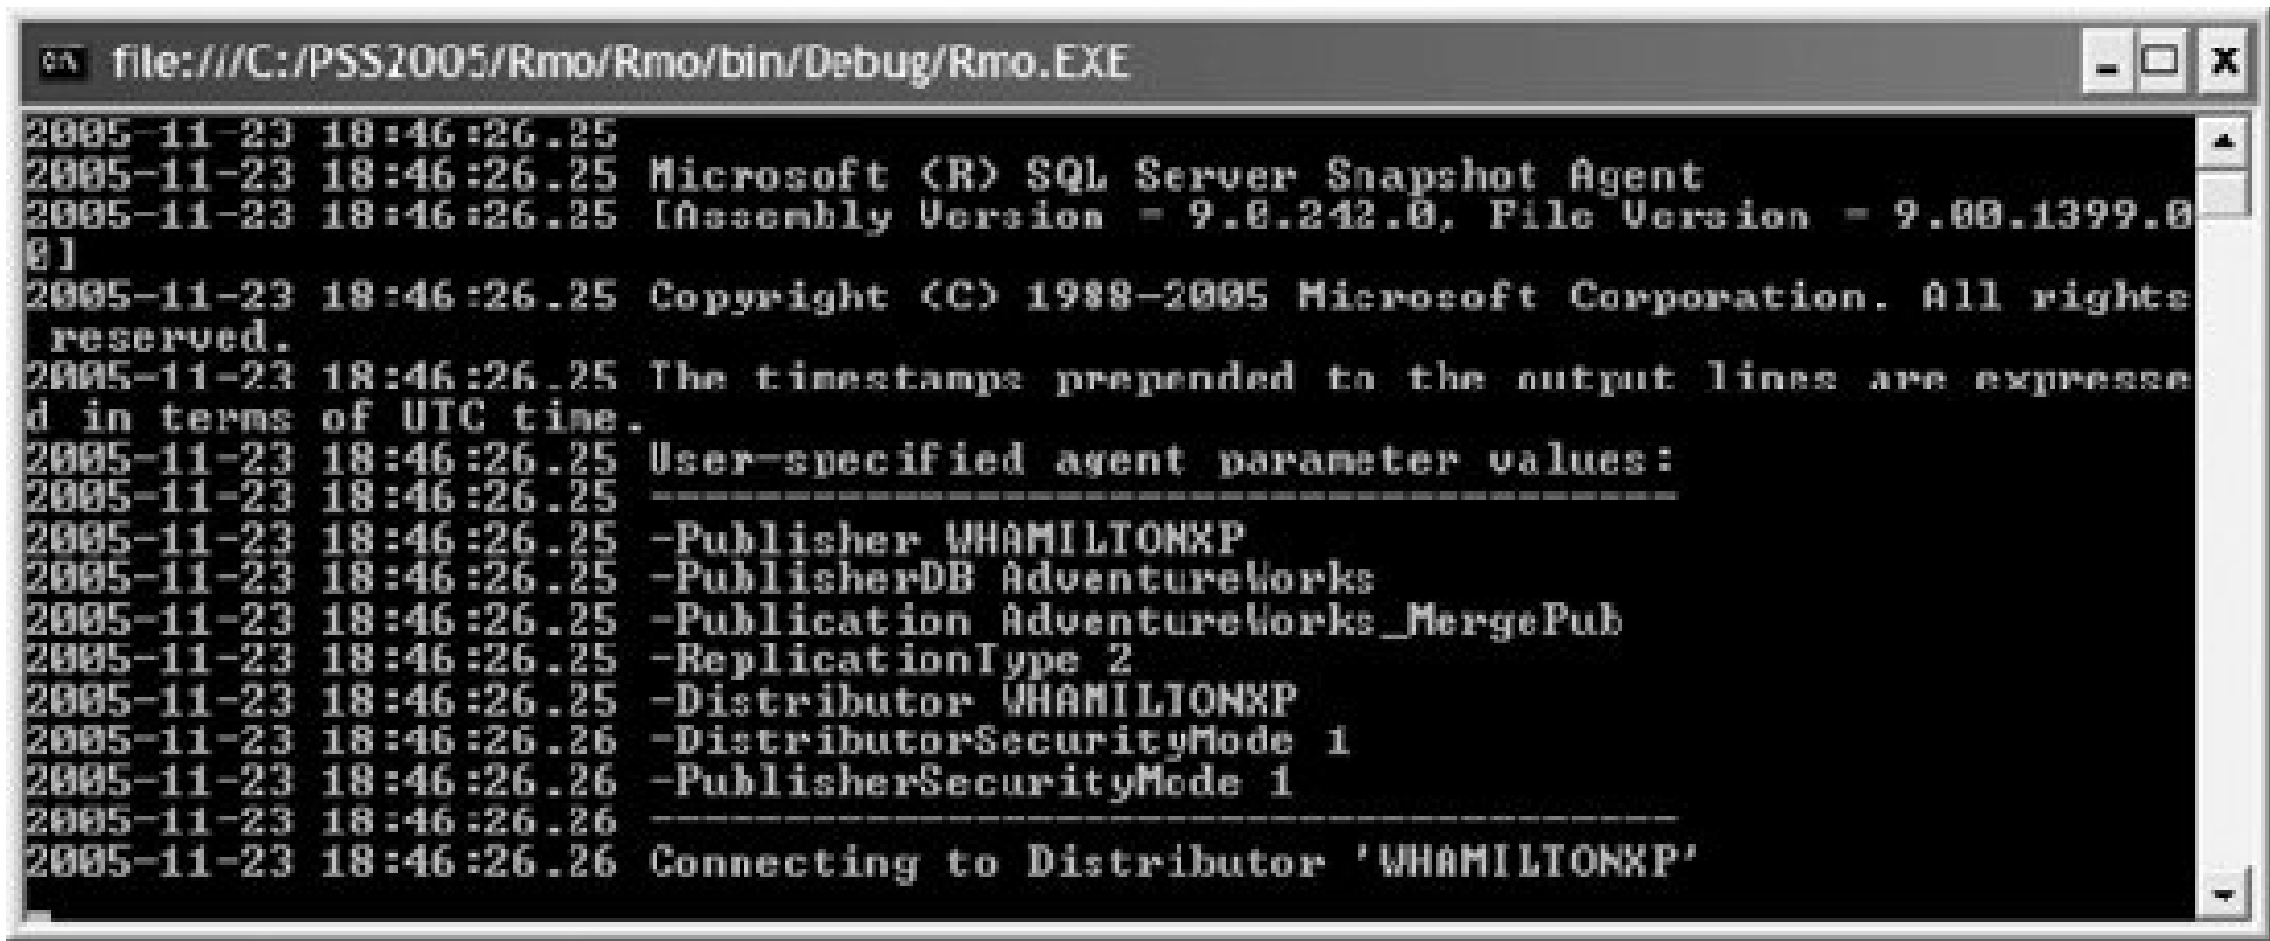 file:///C:/PSS2005/Rmo/Rmo/bin/Debug/Rmo.EXE
2005-11-23 18:46:26.25
2005-11-23 18:46:26.25 Microsoft (R) SQL Server Snapshot Agent
2005-11-23 18:46:26.25 [Assembly Version = 9.0.242.0, File Version = 9.00.1399.0
0]
2005-11-23 18:46:26.25 Copyright (C) 1988-2005 Microsoft Corporation. All rights
reserved.
2005-11-23 18:46:26.25 The timestamps prepended to the output lines are expresse
d in terms of UTC time.
2005-11-23 18:46:26.25 User-specified agent parameter values:
2005-11-23 18:46:26.25 --------------------------------------
2005-11-23 18:46:26.25 -Publisher WHAMILTONXP
2005-11-23 18:46:26.25 -PublisherDB AdventureWorks
2005-11-23 18:46:26.25 -Publication AdventureWorks_MergePub
2005-11-23 18:46:26.25 -ReplicationType 2
2005-11-23 18:46:26.25 -Distributor WHAMILTONXP
2005-11-23 18:46:26.26 -DistributorSecurityMode 1
2005-11-23 18:46:26.26 -PublisherSecurityMode 1
2005-11-23 18:46:26.26 --------------------------------------
2005-11-23 18:46:26.26 Connecting to Distributor 'WHAMILTONXP'